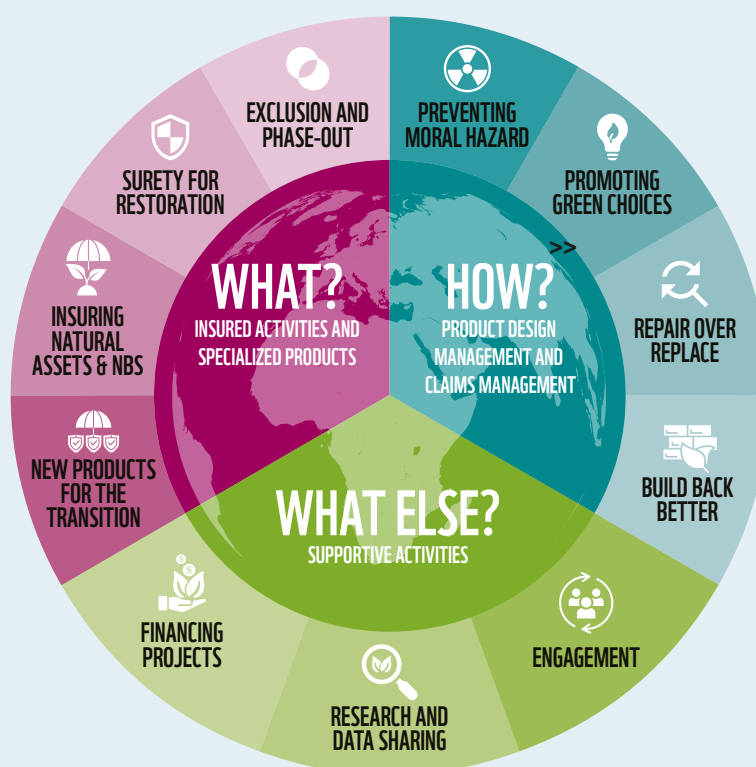 EXCLUSION AND
PHASE-OUT
PREVENTING
MORAL HAZARD
SURETY FOR
RESTORATION
PROMOTING
GREEN CHOICES
>>
WHAT?
INSURED ACTIVITIES AND
SPECIALIZED PRODUCTS
HOW?
PRODUCT DESIGN
MANAGEMENT AND
CLAIMS MANAGEMENT
INSURING
NATURAL
ASSETS & NBS
REPAIR OVER
REPLACE
NEW PRODUCTS
FOR THE
TRANSITION
BUILD BACK
BETTER
WHAT ELSE?
SUPPORTIVE ACTIVITIES
$
$
FINANCING
PROJECTS
ENGAGEMENT
RESEARCH AND
DATA SHARING